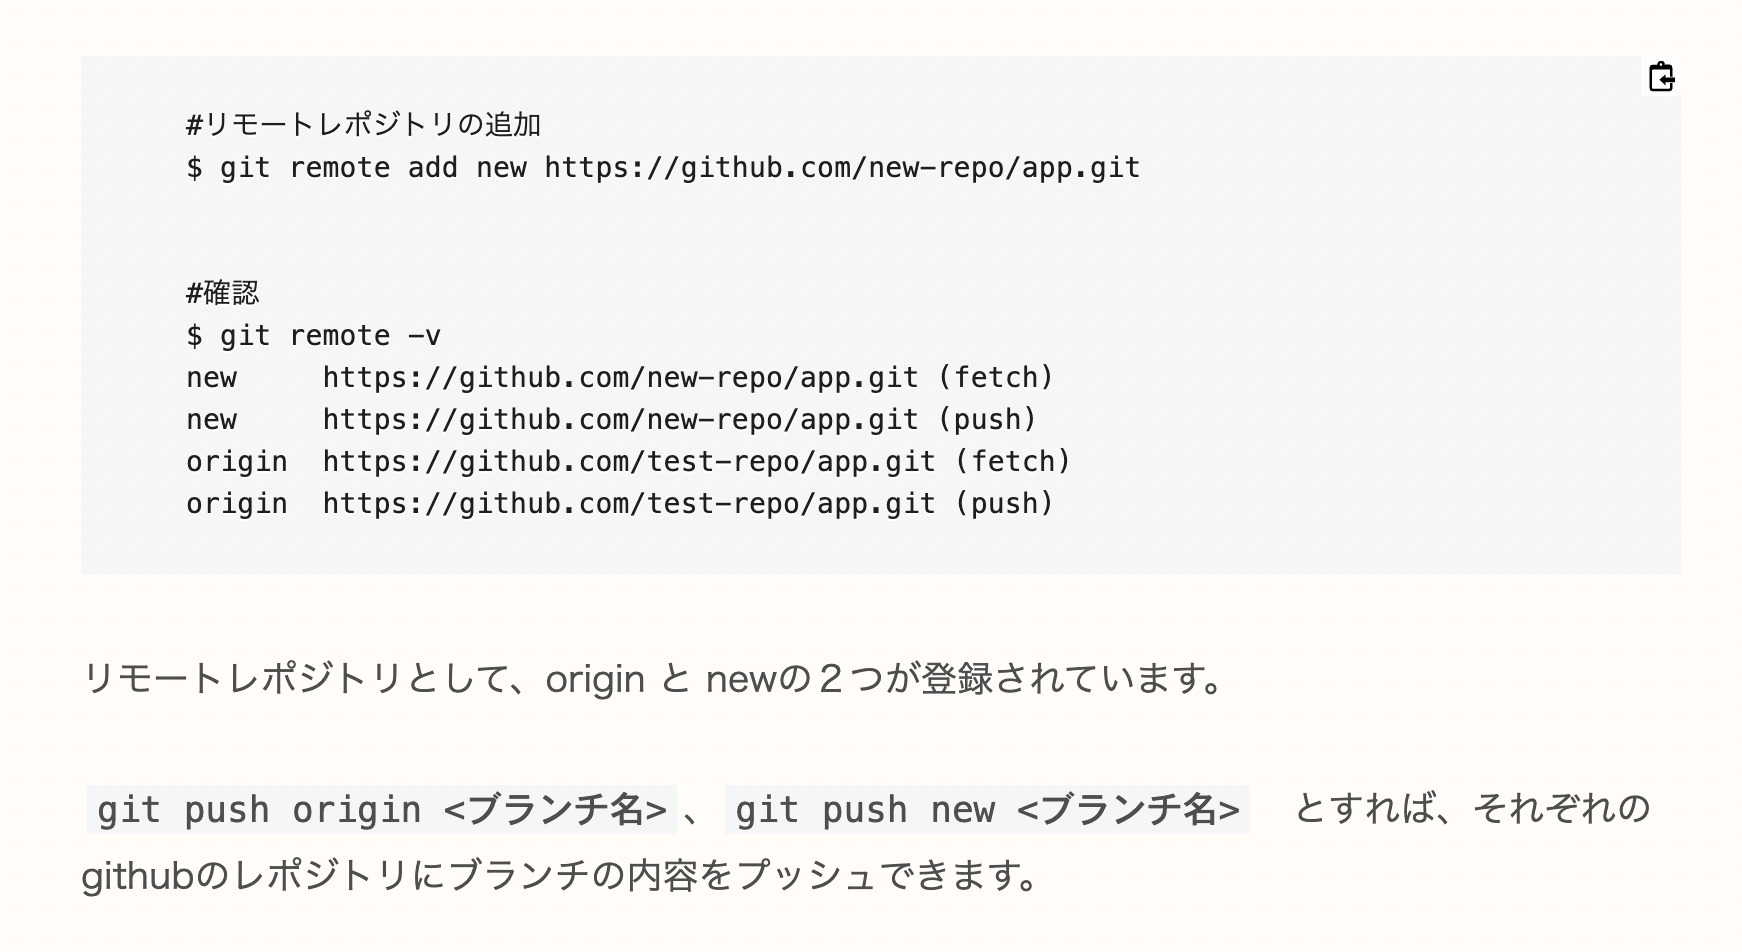 #リモートレポジトリの追加
$ git remote add new https://github.com/new-repo/app.git
#確認
$ git remote -v
new     https://github.com/new-repo/app.git (fetch)
new     https://github.com/new-repo/app.git (push)
origin  https://github.com/test-repo/app.git (fetch)
origin  https://github.com/test-repo/app.git (push)
リモートレポジトリとして、origin と newの２つが登録されています。
git push origin <ブランチ名>、git push new <ブランチ名>　とすれば、それぞれの
githubのレポジトリにブランチの内容をプッシュできます。